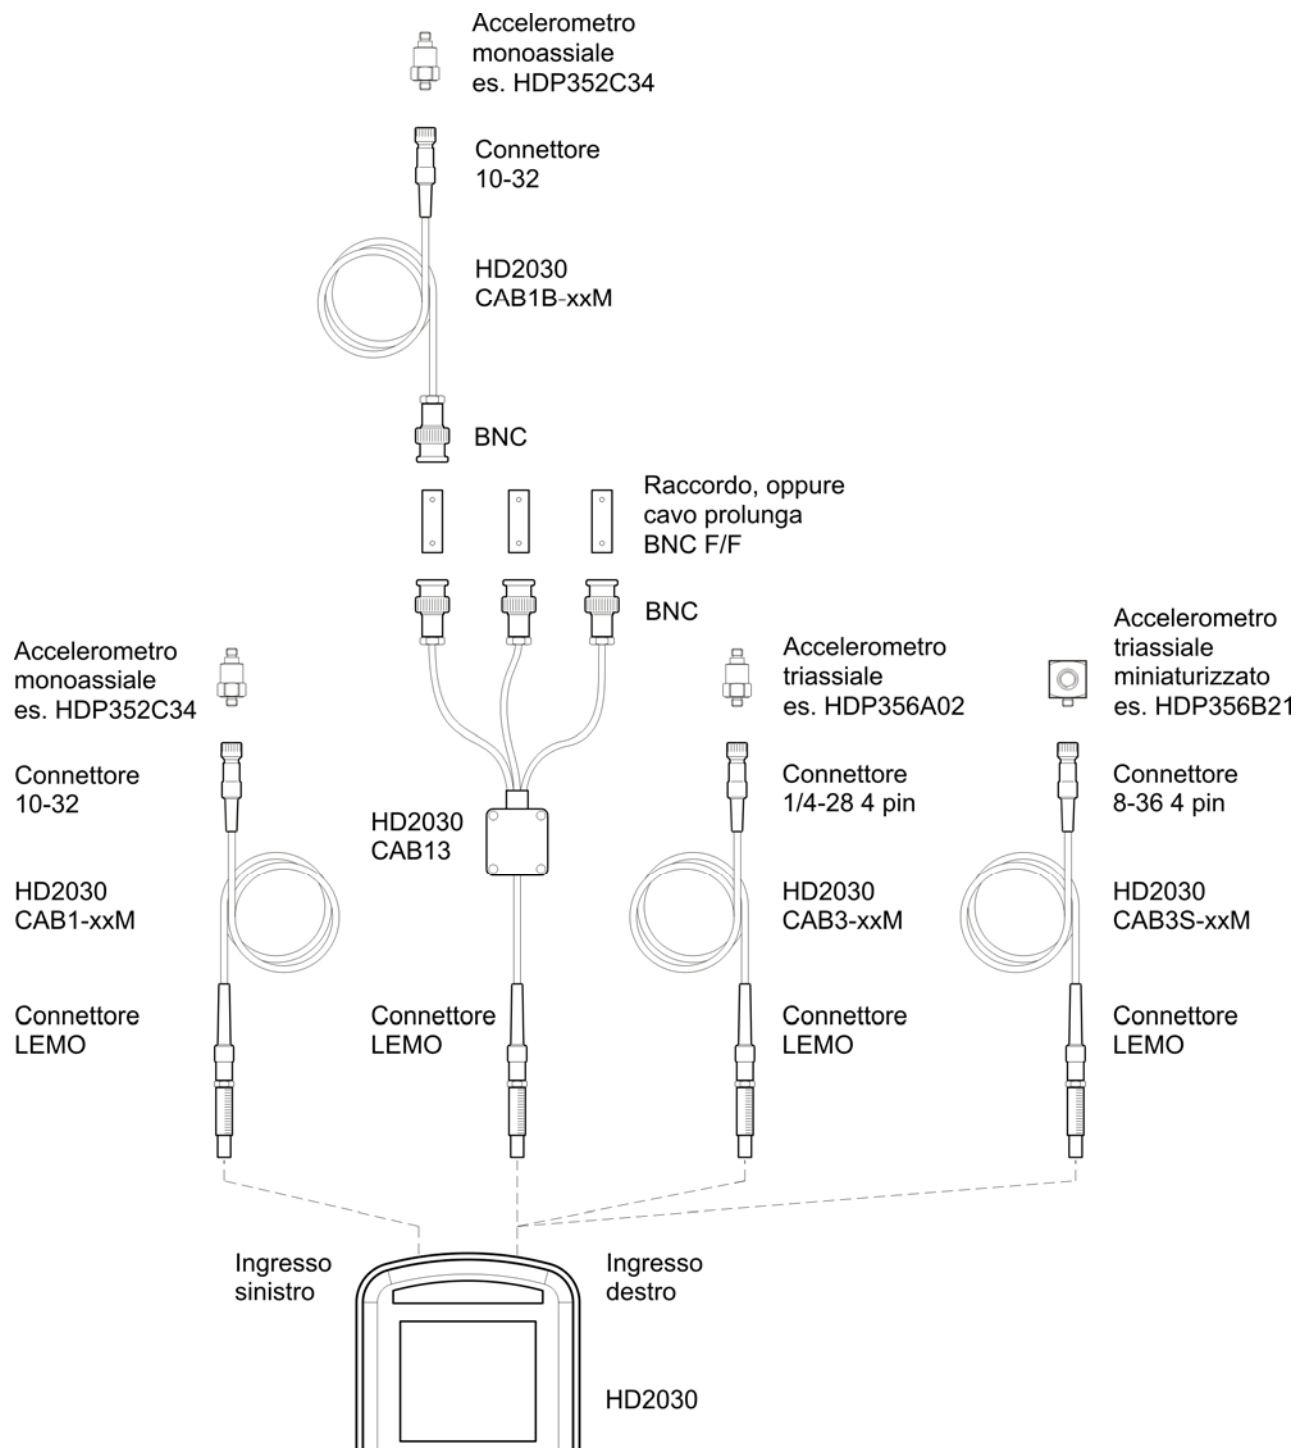 Accelerometro
monoassiale
es. HDP352C34
Connettore
10-32
HD2030
CAB1B-xxM
BNC
Raccordo, oppure
cavo prolunga
BNC F/F
BNC
Accelerometro
monoassiale
es. HDP352C34
Accelerometro
triassiale
es. HDP356A02
Accelerometro
triassiale
miniaturizzato
es. HDP356B21
Connettore
10-32
HD2030
CAB13
Connettore
1/4-28 4 pin
Connettore
8-36 4 pin
HD2030
CAB1-xxM
HD2030
CAB3-xxM
HD2030
CAB3S-xxM
Connettore
LEMO
Connettore
LEMO
Connettore
LEMO
Connettore
LEMO
Ingresso
sinistro
Ingresso
destro
HD2030